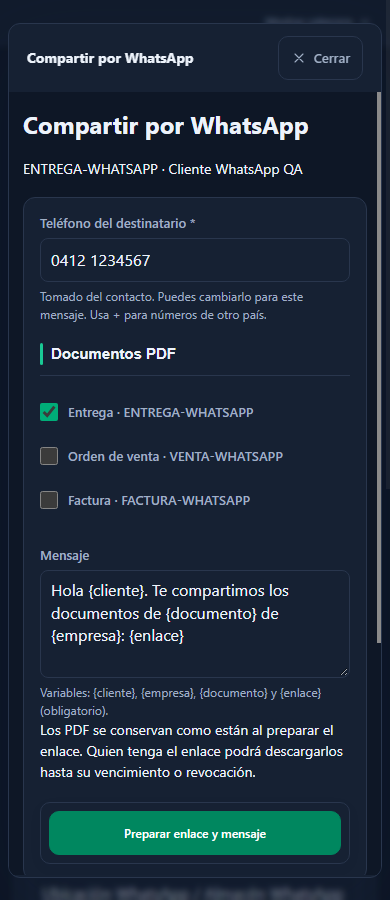 Compartir por WhatsApp
Cerrar
Compartir por WhatsApp
ENTREGA-WHATSAPP · Cliente WhatsApp QA
Teléfono del destinatario *
0412 1234567
Tomado del contacto. Puedes cambiarlo para este
mensaje. Usa + para números de otro país.
Documentos PDF
Entrega · ENTREGA-WHATSAPP
Orden de venta · VENTA-WHATSAPP
Factura · FACTURA-WHATSAPP
Mensaje
Hola {cliente}. Te compartimos los
documentos de {documento} de
{empresa}: {enlace}
Variables: {cliente}, {empresa}, {documento} y {enlace}
(obligatorio).
Los PDF se conservan como están al preparar el
enlace. Quien tenga el enlace podrá descargarlos
hasta su vencimiento o revocación.
Preparar enlace y mensaje